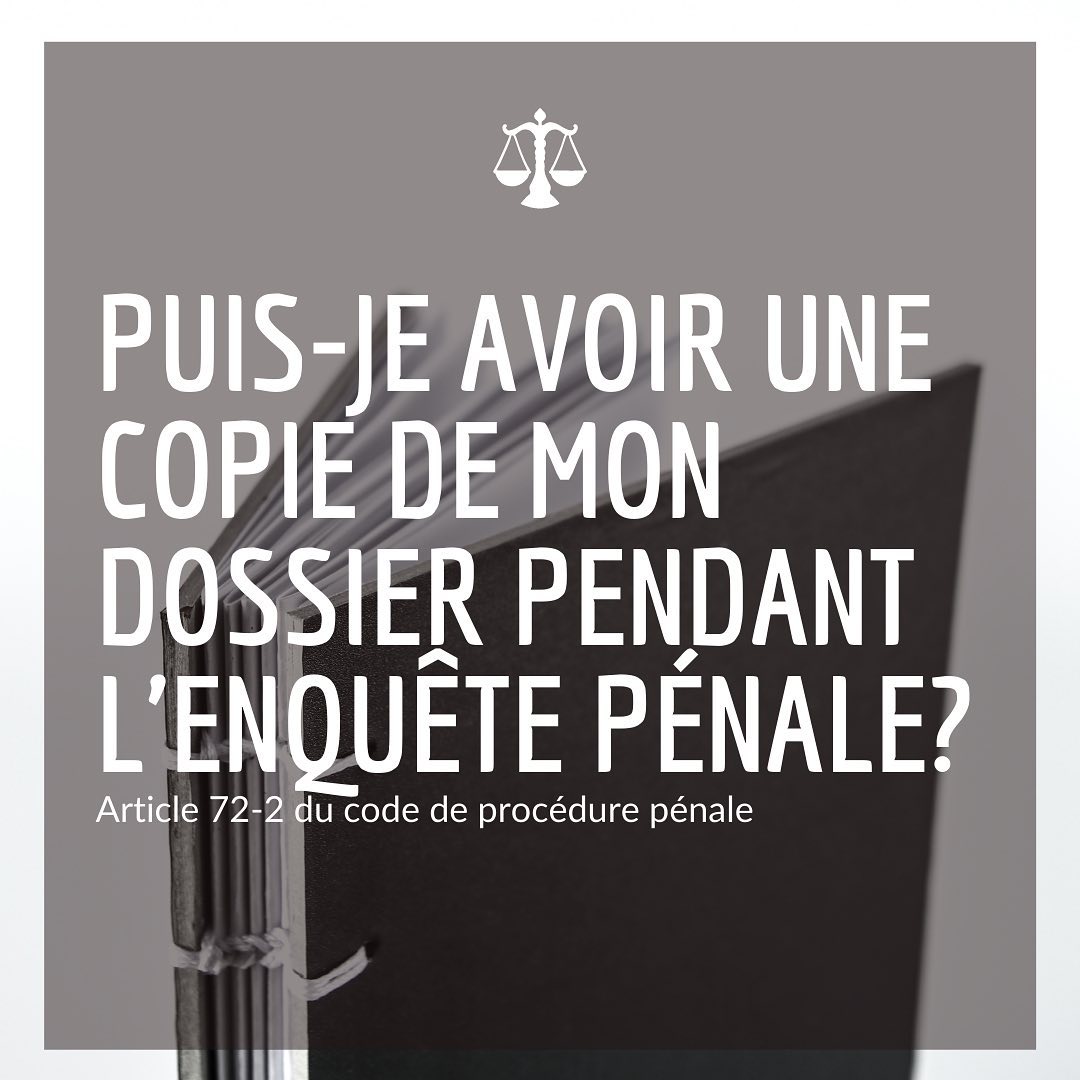 PUIS-JE AVOIR UNE
COPIE DE MON
DOSSIER PENDANT
L'ENQUÊTE PÉNALE?
Article 72-2 du code de procédure pénale